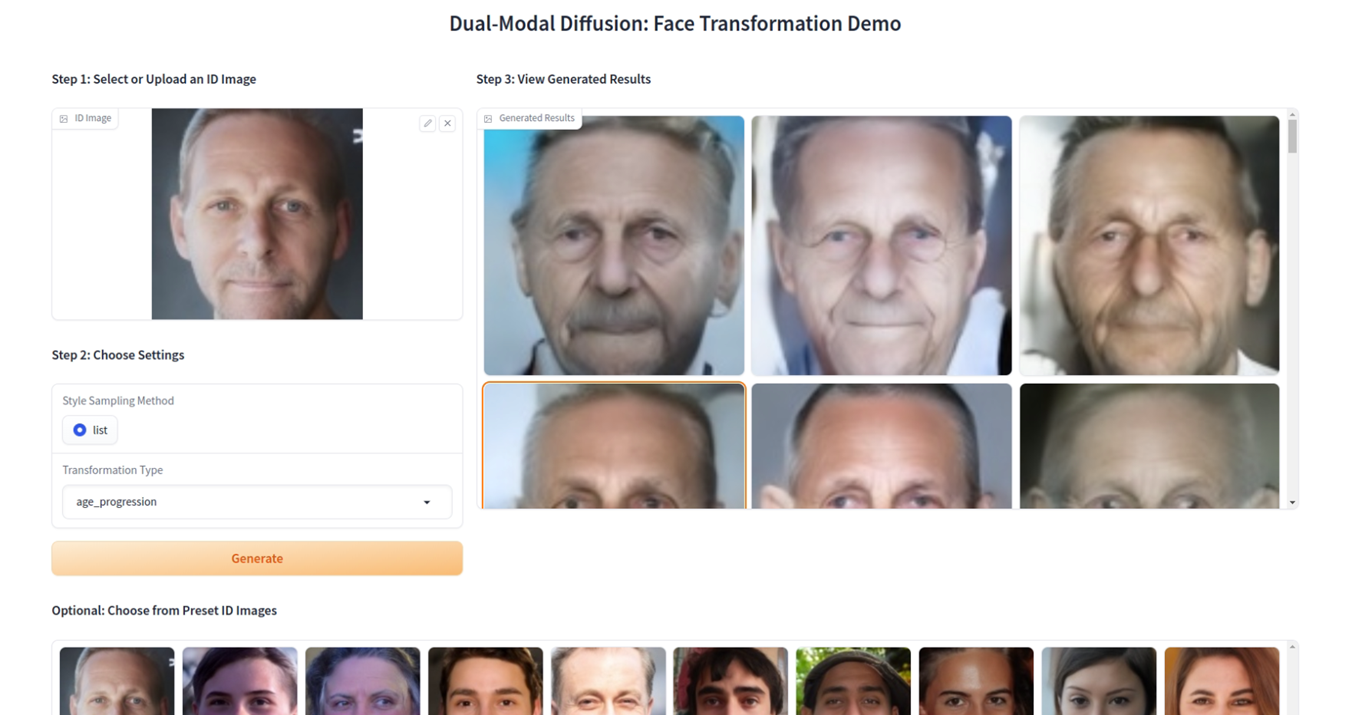 Dual-Modal Diffusion: Face Transformation Demo
Step 1: Select or Upload an ID Image
ID Image
Step 2: Choose Settings
Style Sampling Method
list
Transformation Type
age_progression
Generate
Step 3: View Generated Results
Generated Results
Optional: Choose from Preset ID Images